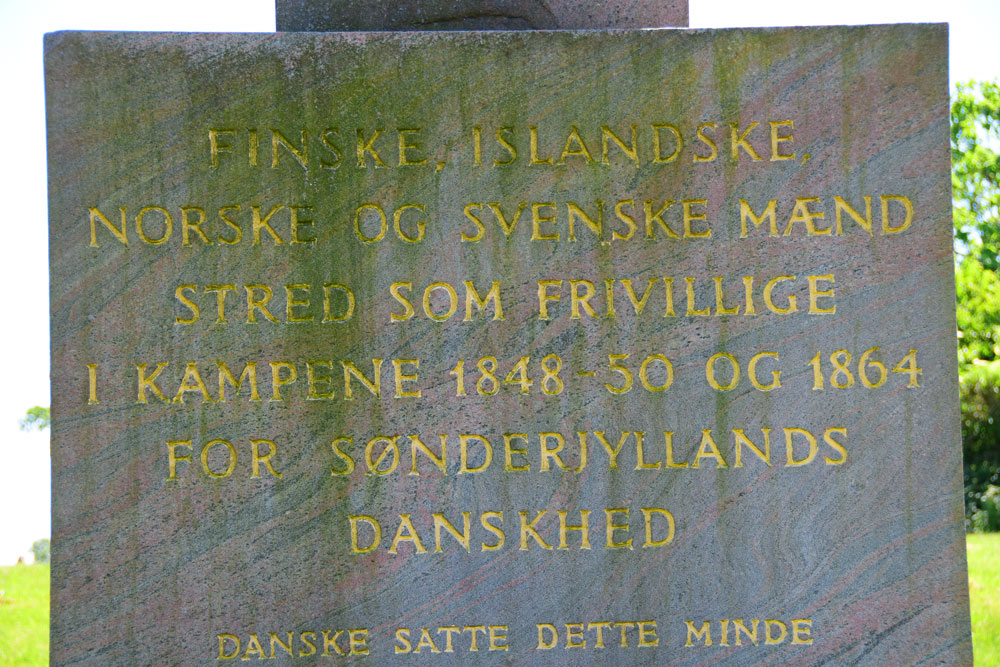 FINSKE, ISLANDSKE,
NORSKE OG SVENSKE MÆND
STRED SOM FRIVILLIGE
I KAMPENE 1848-50 OG 1864
FOR SØNDERJYLLANDS
DANSKHED
DANSKE SATTE DETTE MINDE